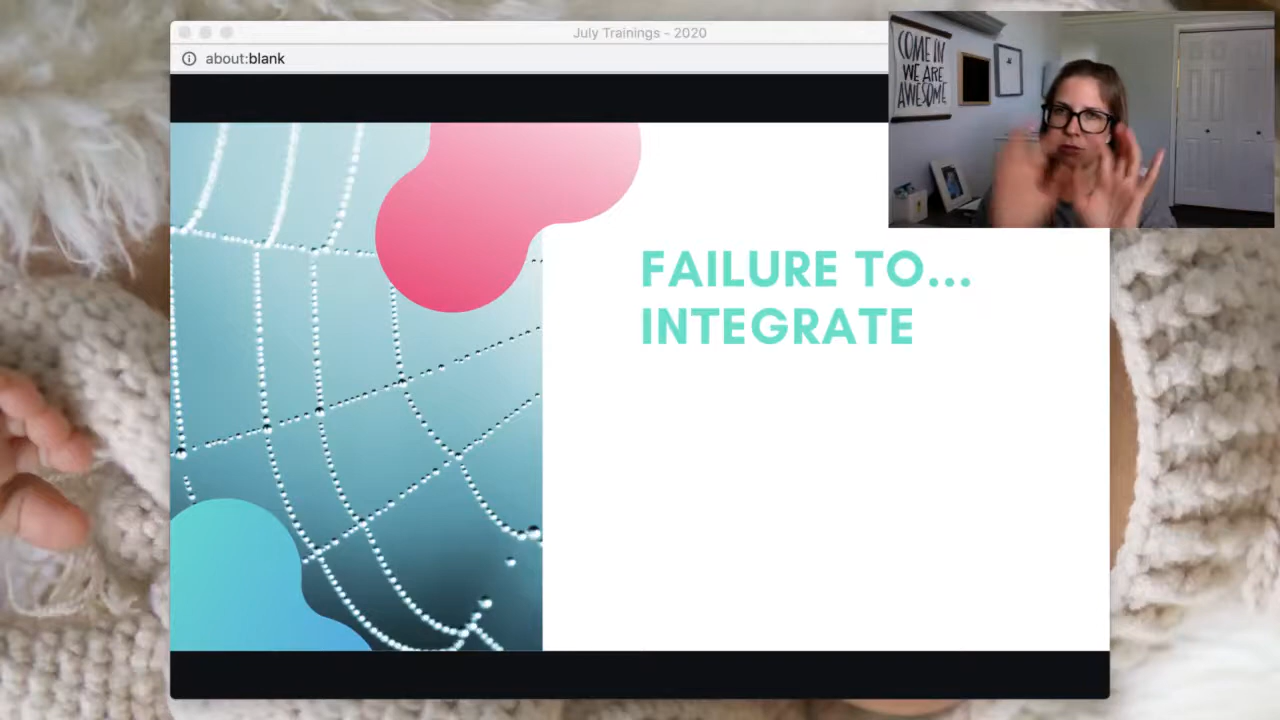 July Trainings - 2020
about:blank
COME IN
WE ARE
AWESOME
FAILURE TO...
INTEGRATE